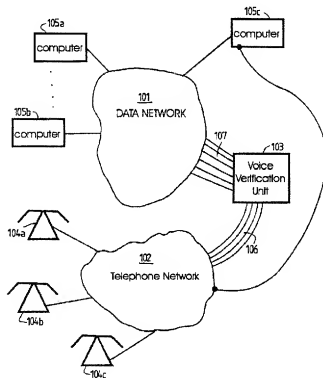 105a
105c
computer
computer
105b
101
DATA NETWORK
computer
107
103
Voice
Verification
Unit
104a
102
106
Telephone Network
104b
104c